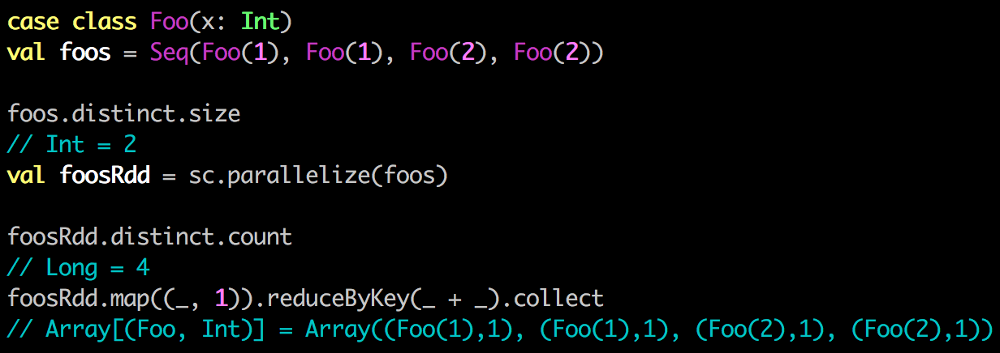 case class Foo(x: Int)
val foos = Seq(Foo(1), Foo(1), Foo(2), Foo(2))
foos.distinct.size
// Int = 2
val foosRdd = sc.parallelize(foos)
foosRdd.distinct.count
// Long = 4
foosRdd.map((_, 1)).reduceByKey(_ + _).collect
// Array[(Foo, Int)] = Array((Foo(1),1), (Foo(1),1), (Foo(2),1), (Foo(2),1))